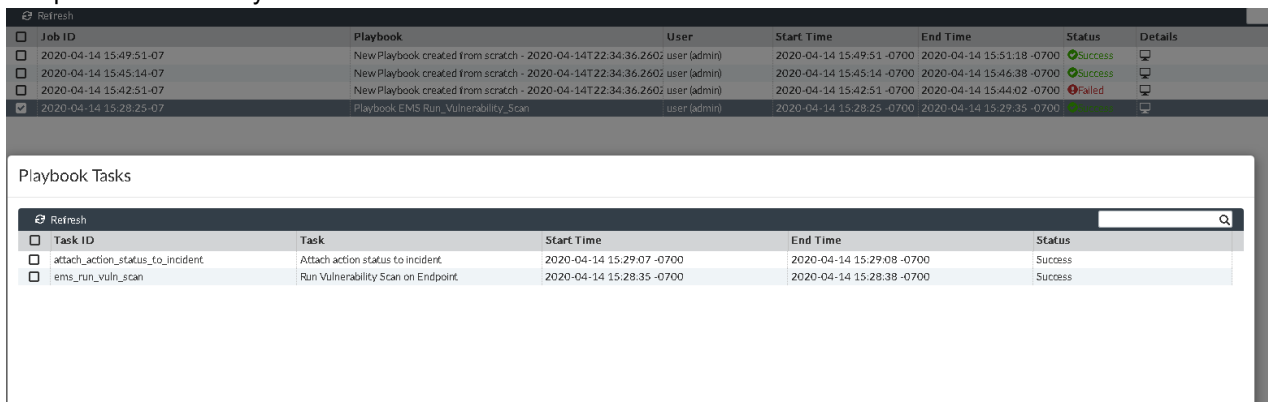 Refresh
Job ID Playbook User Start Time End Time Status Details
2020-04-14 15:49:51-07 New Playbook created from scratch - 2020-04-14T22:34:36.2602 user (admin) 2020-04-14 15:49:51 -0700 2020-04-14 15:51:18 -0700 Success
2020-04-14 15:45:14-07 New Playbook created from scratch - 2020-04-14T22:34:36.2602 user (admin) 2020-04-14 15:45:14 -0700 2020-04-14 15:46:38 -0700 Success
2020-04-14 15:42:51-07 New Playbook created from scratch - 2020-04-14T22:34:36.2602 user (admin) 2020-04-14 15:42:51 -0700 2020-04-14 15:44:02 -0700 Failed
2020-04-14 15:28:25-07 Playbook EMS Run_Vulnerability_Scan user (admin) 2020-04-14 15:28:25 -0700 2020-04-14 15:29:35 -0700
Playbook Tasks
Refresh
Task ID Task Start Time End Time Status
attach_action_status_to_incident Attach action status to incident 2020-04-14 15:29:07 -0700 2020-04-14 15:29:08 -0700 Success
ems_run_vuln_scan Run Vulnerability Scan on Endpoint 2020-04-14 15:28:35 -0700 2020-04-14 15:28:38 -0700 Success